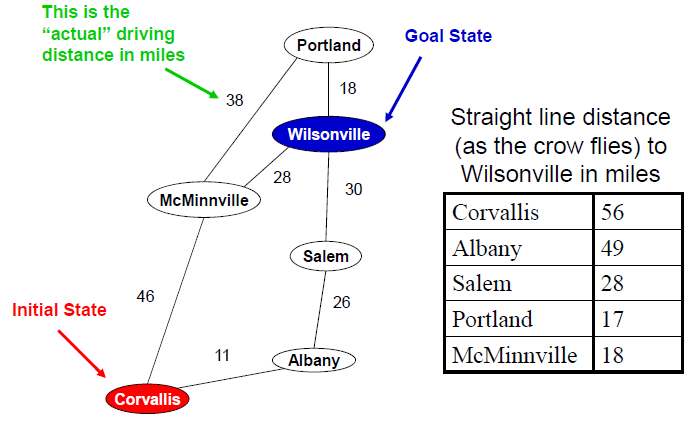 This is the
“actual” driving
distance in miles
Portland
Goal State
38
18
Wilsonville
28
McMinnville
30
Salem
46
26
Initial State
11
Albany
Corvallis
Straight line distance
(as the crow flies) to
Wilsonville in miles
Corvallis 56
Albany 49
Salem 28
Portland 17
McMinnville 18